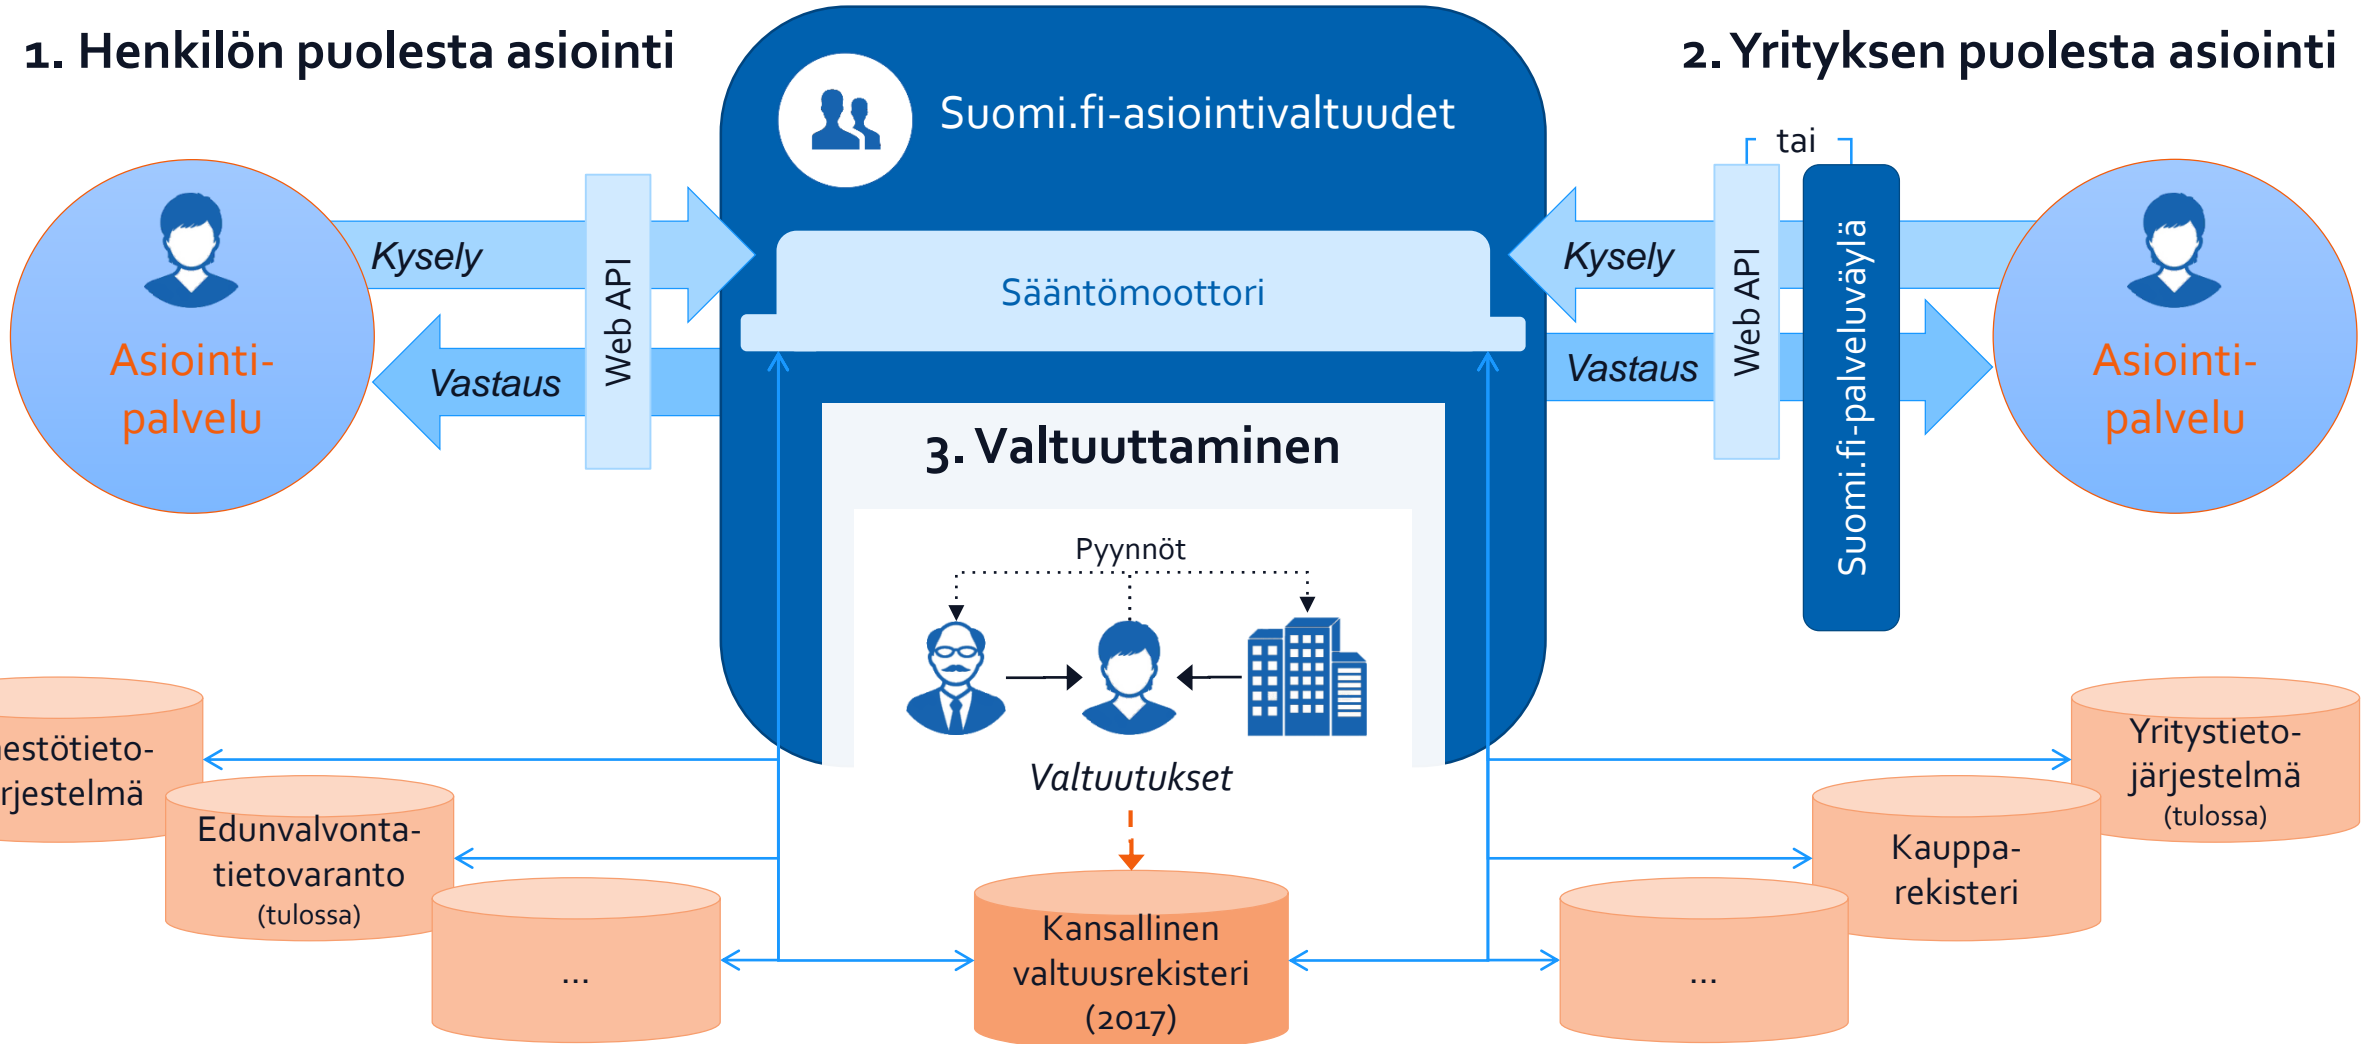 1. Henkilön puolesta asiointi
Suomi.fi-asiointivaltuudet
2. Yrityksen puolesta asiointi
tai
Kysely
Vastaus
Web API
Asiointi-
palvelu
Sääntömoottori
Kysely
Vastaus
Web API
Suomi.fi-palveluväylä
Asiointi-
palvelu
3. Valtuuttaminen
Pyynnöt
Valtuutukset
estötieto-
rjestelmä
Edunvalvonta-
tietovaranto
(tulossa)
...
Kansallinen
valtuusrekisteri
(2017)
...
Kauppa-
rekisteri
Yritystieto-
järjestelmä
(tulossa)